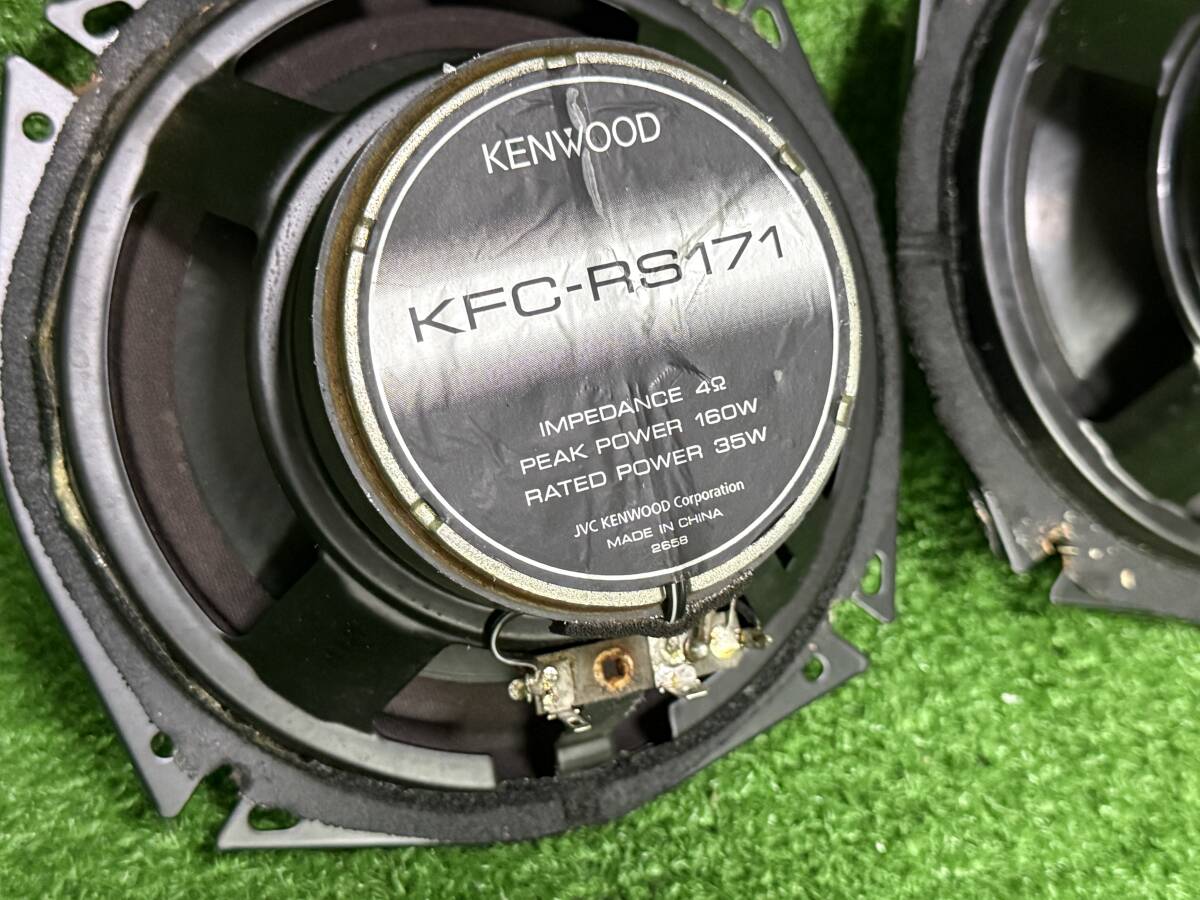 KENWOOD
KFC-RS171
IMPEDANCE 4Ω
PEAK POWER 160W
RATED POWER 35W
JVC KENWOOD Corporation
MADE IN CHINA
2658